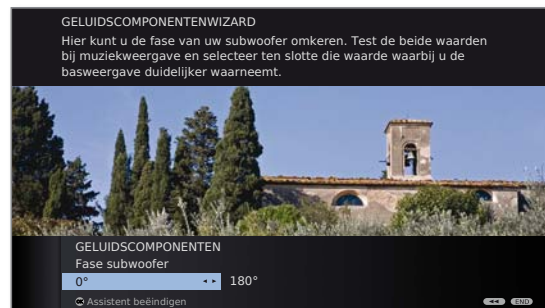 GELUIDSCOMPONENTENWIZARD
Hier kunt u de fase van uw subwoofer omkeren. Test de beide waarden
bij muziekweergave en selecteer ten slotte die waarde waarbij u de
basweergave duidelijker waarneemt.
GELUIDSCOMPONENTEN
Fase subwoofer
0° 180°
OK Assistent beëindigen END